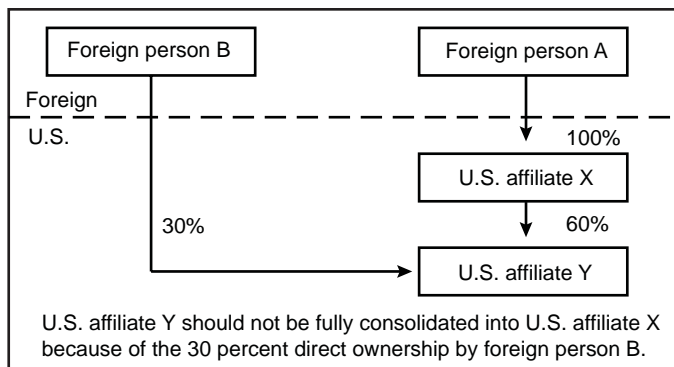 Foreign person B
Foreign person A
Foreign
U.S.
100%
U.S. affiliate X
30%
60%
U.S. affiliate Y
U.S. affiliate Y should not be fully consolidated into U.S. affiliate X
because of the 30 percent direct ownership by foreign person B.